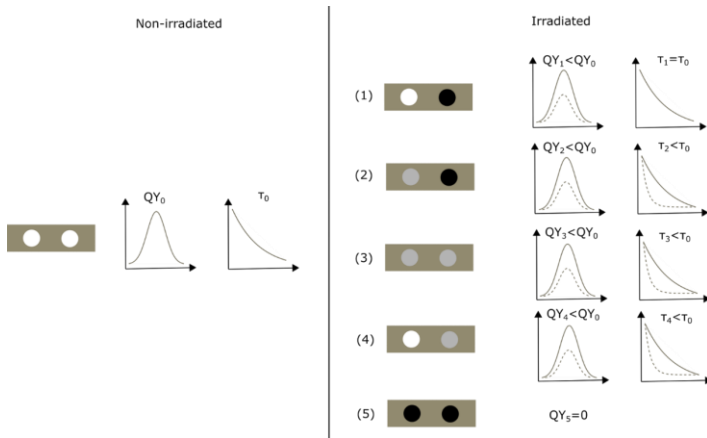 Non-irradiated
Irradiated
QY₀
τ₀
(1)
QY₁<QY₀
τ₁=τ₀
(2)
QY₂<QY₀
τ₂<τ₀
(3)
QY₃<QY₀
τ₃<τ₀
(4)
QY₄<QY₀
τ₄<τ₀
(5)
QY₅=0